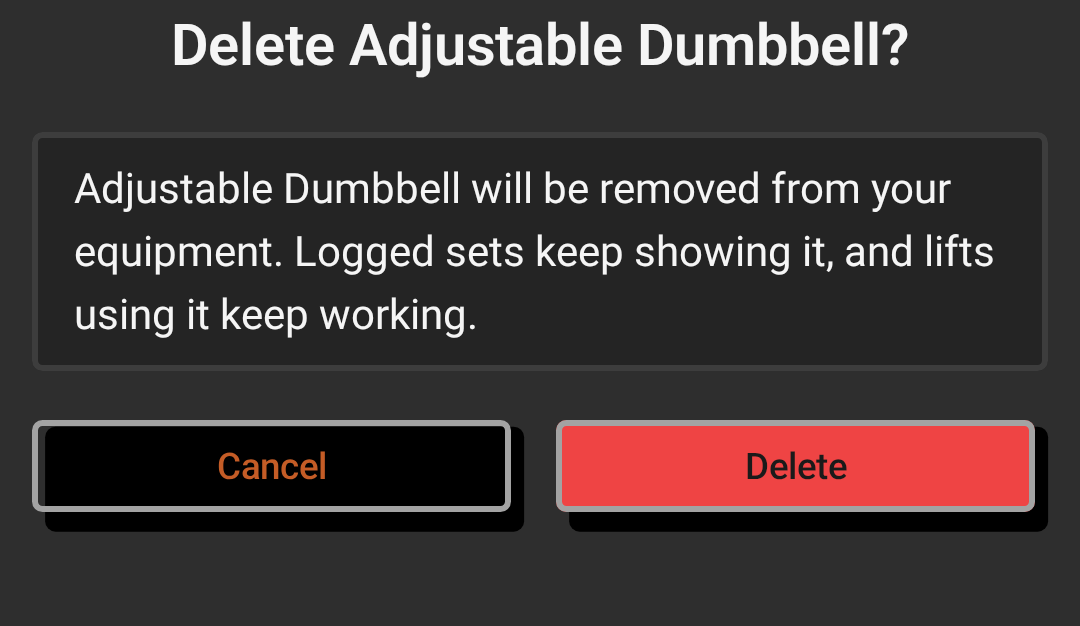 Delete Adjustable Dumbbell?
Adjustable Dumbbell will be removed from your
equipment. Logged sets keep showing it, and lifts
using it keep working.
Cancel
Delete